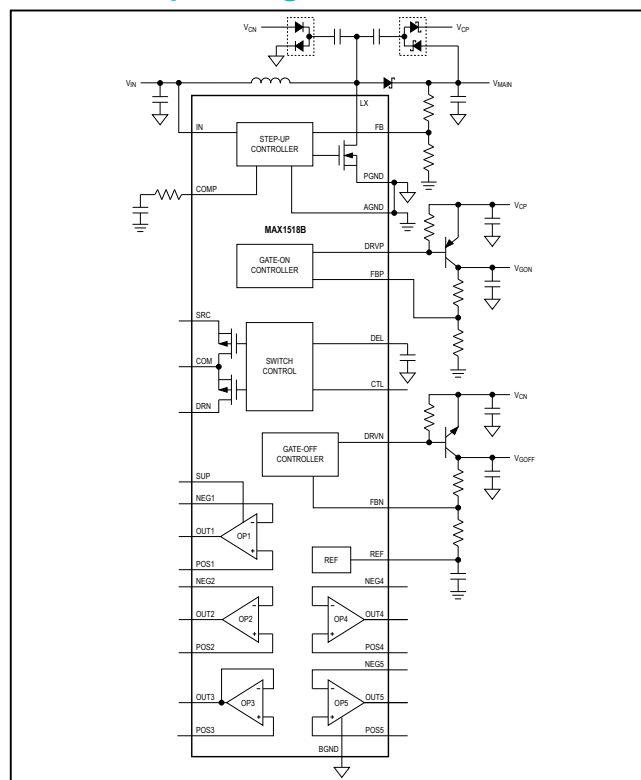 VCN
VCP
VIN
VMAIN
LX
IN
FB
STEP-UP
CONTROLLER
PGND
COMP
AGND
MAX1518B
VCP
DRVP
GATE-ON
CONTROLLER
FBP
VGON
SRC
DEL
COM
SWITCH
CONTROL
CTL
DRN
VCN
DRVN
GATE-OFF
CONTROLLER
VGOFF
SUP
FBN
NEG1
OUT1
OP1
REF
REF
POS1
NEG2
NEG4
OUT2
OP2
OP4
OUT4
POS2
POS4
NEG5
OUT3
OP3
OP5
OUT5
POS3
POS5
BGND